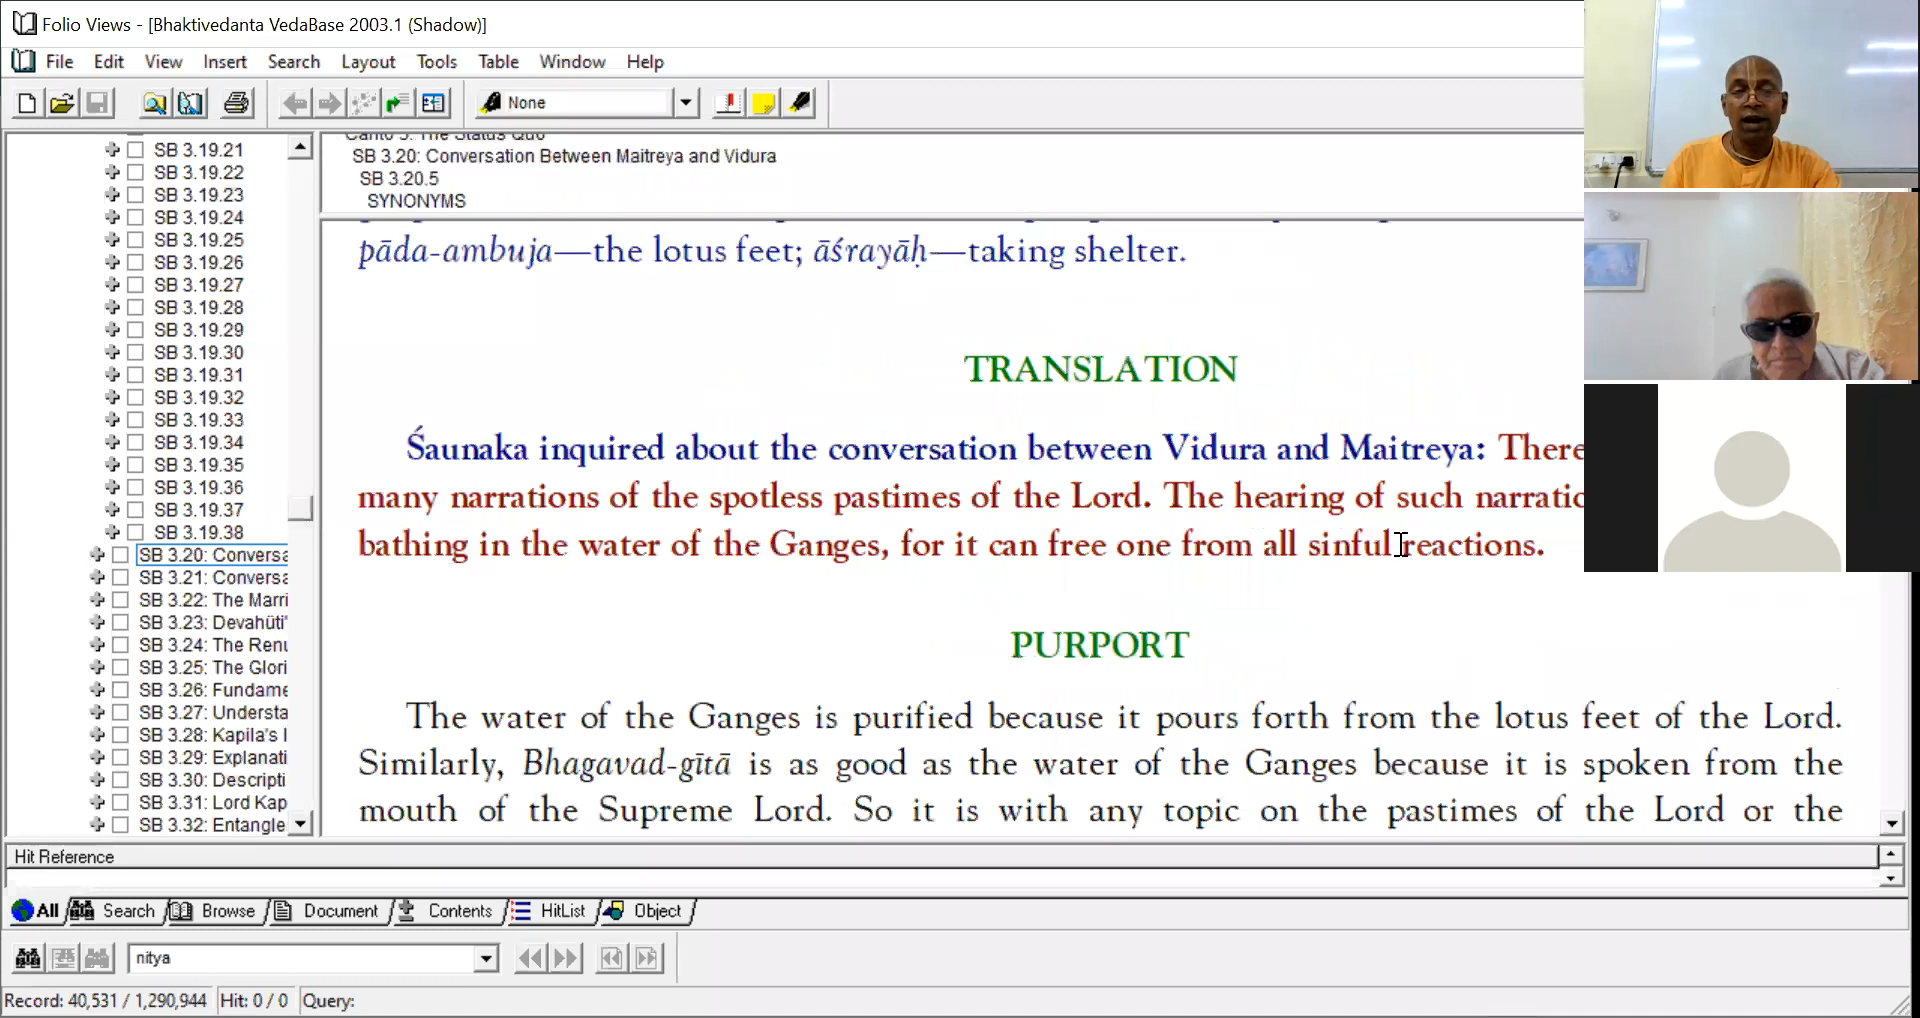 Folio Views - [Bhaktivedanta VedaBase 2003.1 (Shadow)]
File Edit View Insert Search Layout Tools Table Window Help
None
SB 3.19.21
SB 3.19.22
SB 3.19.23
SB 3.19.24
SB 3.19.25
SB 3.19.26
SB 3.19.27
SB 3.19.28
SB 3.19.29
SB 3.19.30
SB 3.19.31
SB 3.19.32
SB 3.19.33
SB 3.19.34
SB 3.19.35
SB 3.19.36
SB 3.19.37
SB 3.19.38
SB 3.20: Conversa
SB 3.21: Conversa
SB 3.22: The Marri
SB 3.23: Devahüti'
SB 3.24: The Renu
SB 3.25: The Glori
SB 3.26: Fundame
SB 3.27: Understa
SB 3.28: Kapila's I
SB 3.29: Explanati
SB 3.30: Descripti
SB 3.31: Lord Kap
SB 3.32: Entangle
Canto 3: The Status Quo
SB 3.20: Conversation Between Maitreya and Vidura
SB 3.20.5
SYNONYMS
pāda-ambuja—the lotus feet; āśrayāḥ—taking shelter.
TRANSLATION
Śaunaka inquired about the conversation between Vidura and Maitreya: There
many narrations of the spotless pastimes of the Lord. The hearing of such narratio
bathing in the water of the Ganges, for it can free one from all sinful reactions.
PURPORT
The water of the Ganges is purified because it pours forth from the lotus feet of the Lord.
Similarly, Bhagavad-gītā is as good as the water of the Ganges because it is spoken from the
mouth of the Supreme Lord. So it is with any topic on the pastimes of the Lord or the
Hit Reference
All Search Browse Document Contents HitList Object
nitya
Record: 40,531 / 1,290,944 Hit: 0 / 0 Query: